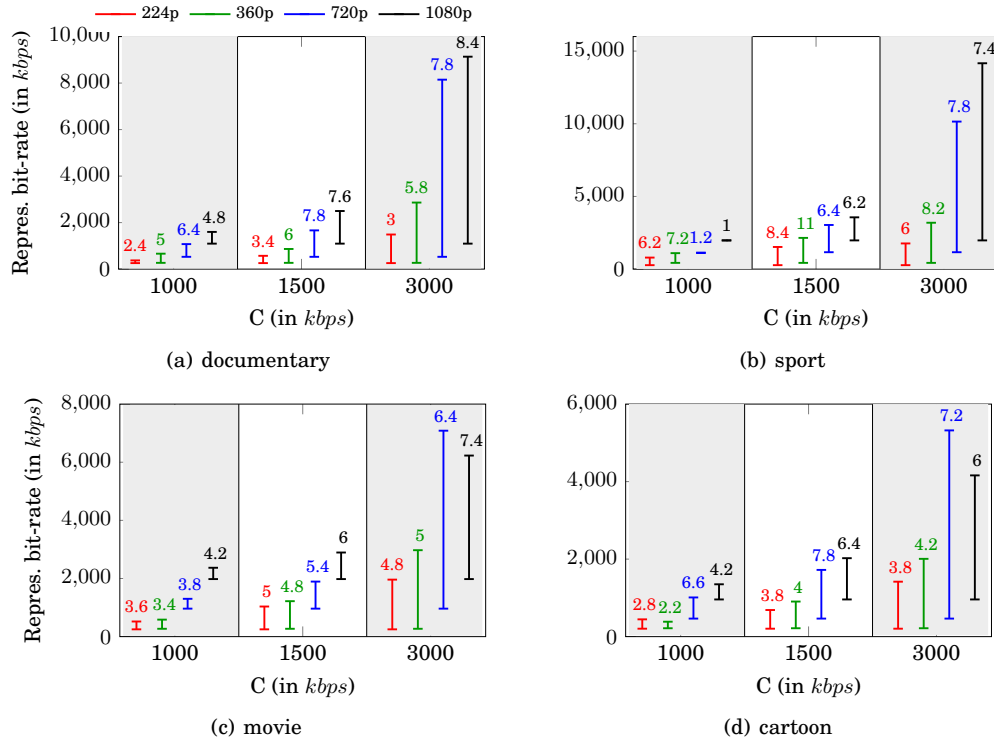 224p 360p 720p 1080p
Repres. bit-rate (in kbps)
10,000
8,000
6,000
4,000
2,000
0
2.4 5 6.4 4.8
3.4 6 7.8 7.6
3 5.8 7.8 8.4
1000 1500 3000
C (in kbps)
(a) documentary
15,000
10,000
5,000
0
6.2 7.2 1.2 1
8.4 11 6.4 6.2
6 8.2 7.8 7.4
1000 1500 3000
C (in kbps)
(b) sport
Repres. bit-rate (in kbps)
8,000
6,000
4,000
2,000
0
3.6 3.4 3.8 4.2
5 4.8 5.4 6
4.8 5 6.4 7.4
1000 1500 3000
C (in kbps)
(c) movie
6,000
4,000
2,000
0
2.8 2.2 6.6 4.2
3.8 4 7.8 6.4
3.8 4.2 7.2 6
1000 1500 3000
C (in kbps)
(d) cartoon